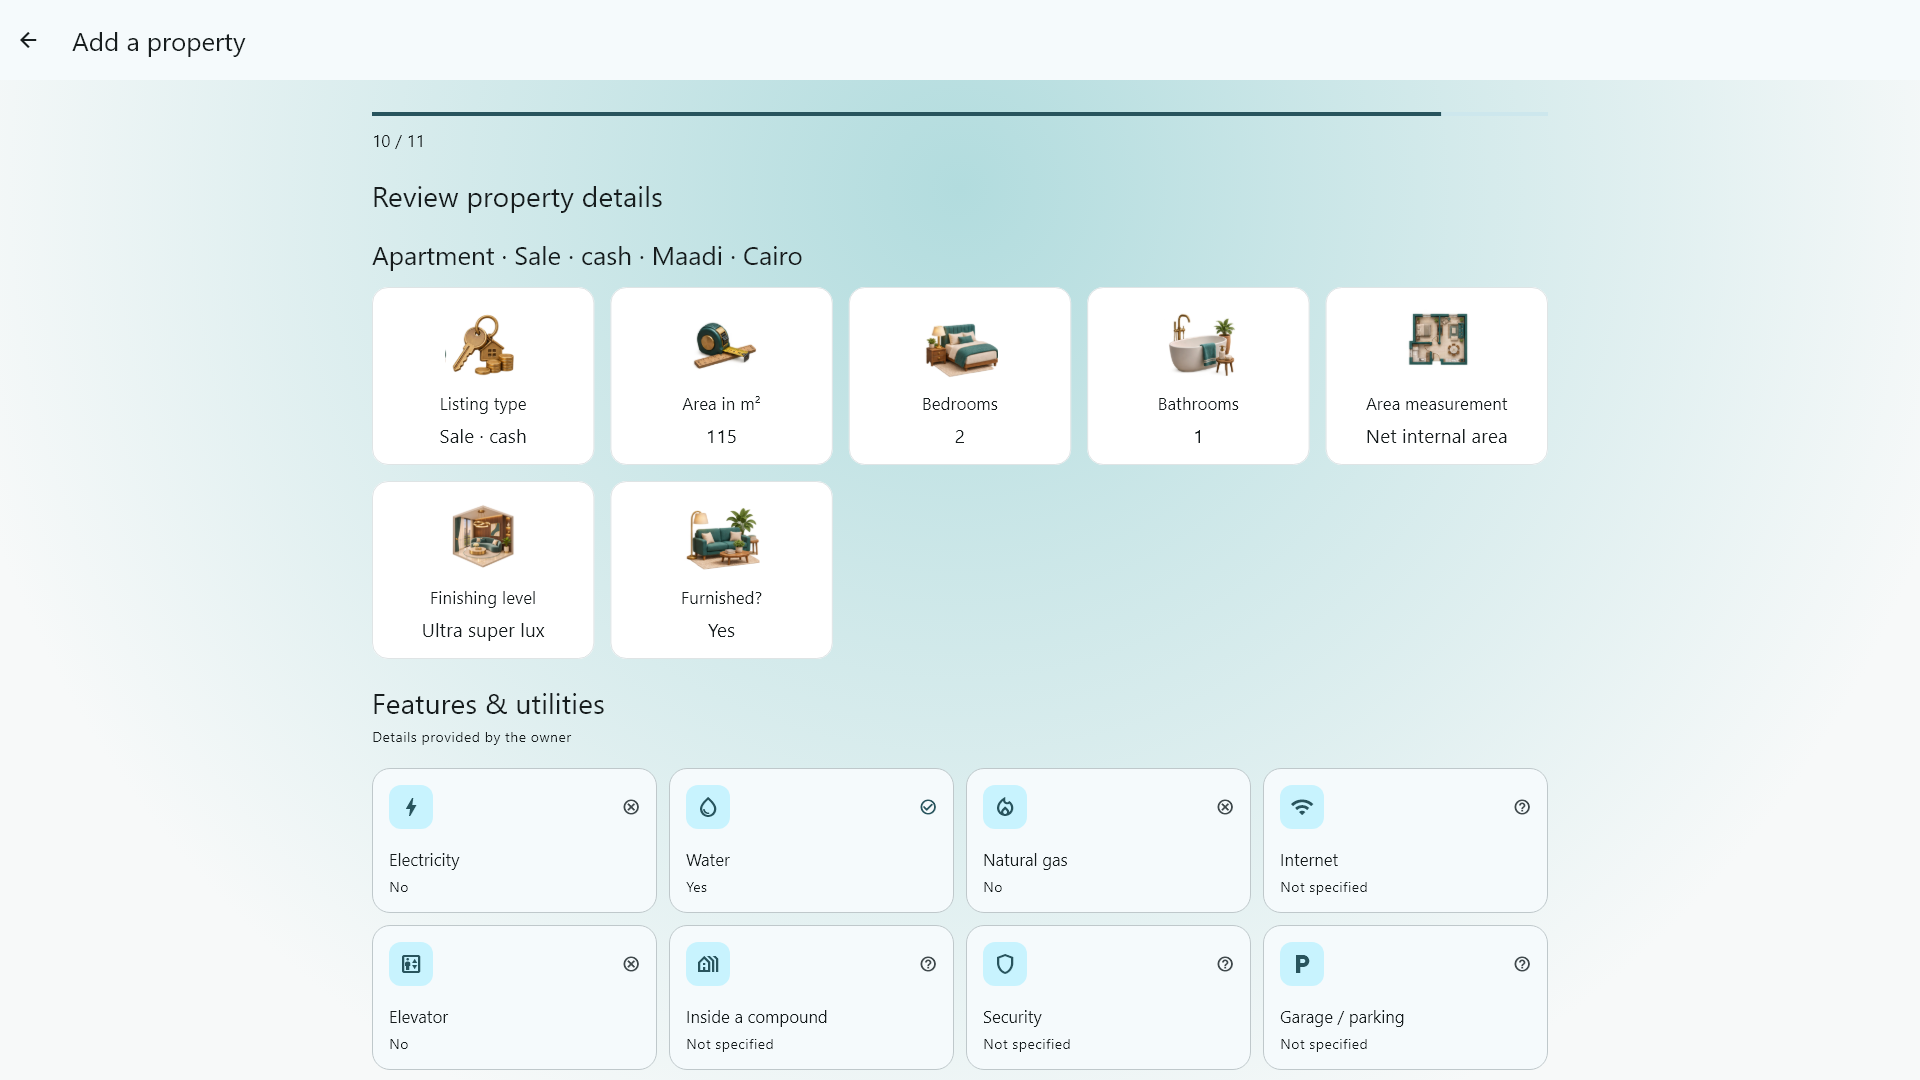 Add a property
10 / 11
Review property details
Apartment · Sale · cash · Maadi · Cairo
Listing type
Sale · cash
Area in m²
115
Bedrooms
2
Bathrooms
1
Area measurement
Net internal area
Finishing level
Ultra super lux
Furnished?
Yes
Features & utilities
Details provided by the owner
Electricity
No
Water
Yes
Natural gas
No
Internet
Not specified
Elevator
No
Inside a compound
Not specified
Security
Not specified
Garage / parking
Not specified